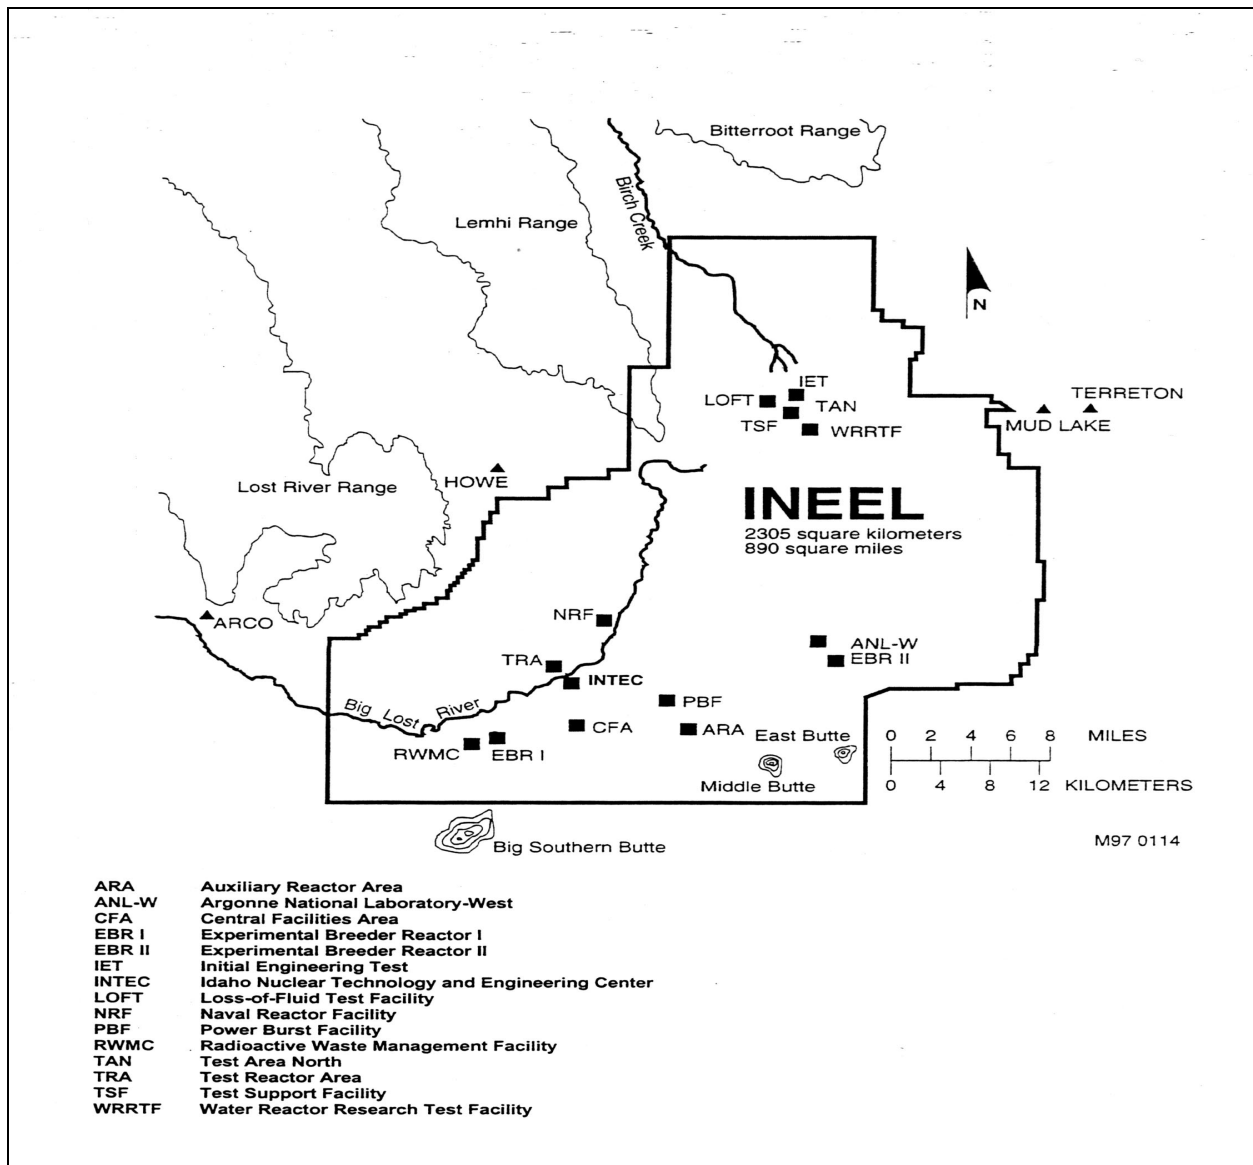 Bitterroot Range
Birch Creek
Lemhi Range
N
IET
LOFT
TAN
TSF
WRRTF
TERRETON
MUD LAKE
HOWE
Lost River Range
INEEL
2305 square kilometers
890 square miles
NRF
ARCO
ANL-W
EBR II
TRA
INTEC
PBF
Big Lost River
CFA
ARA
RWMC
EBR I
East Butte
Middle Butte
0 2 4 6 8 MILES
0 4 8 12 KILOMETERS
M97 0114
Big Southern Butte
ARA Auxiliary Reactor Area
ANL-W Argonne National Laboratory-West
CFA Central Facilities Area
EBR I Experimental Breeder Reactor I
EBR II Experimental Breeder Reactor II
IET Initial Engineering Test
INTEC Idaho Nuclear Technology and Engineering Center
LOFT Loss-of-Fluid Test Facility
NRF Naval Reactor Facility
PBF Power Burst Facility
RWMC Radioactive Waste Management Facility
TAN Test Area North
TRA Test Reactor Area
TSF Test Support Facility
WRRTF Water Reactor Research Test Facility